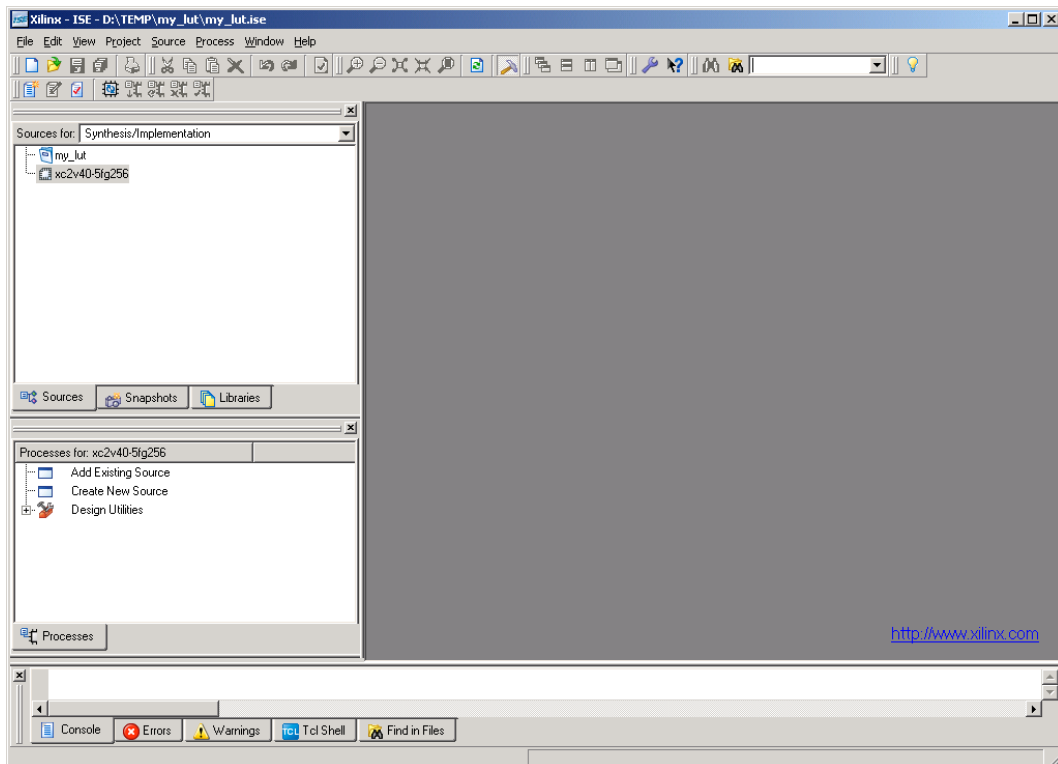 ISE Xilinx - ISE - D:\TEMP\my_lut\my_lut.ise
File Edit View Project Source Process Window Help
Sources for: Synthesis/Implementation
my_lut
xc2v40-5fg256
Sources Snapshots Libraries
Processes for: xc2v40-5fg256
Add Existing Source
Create New Source
Design Utilities
Processes
http://www.xilinx.com
Console Errors Warnings TCL Tcl Shell Find in Files